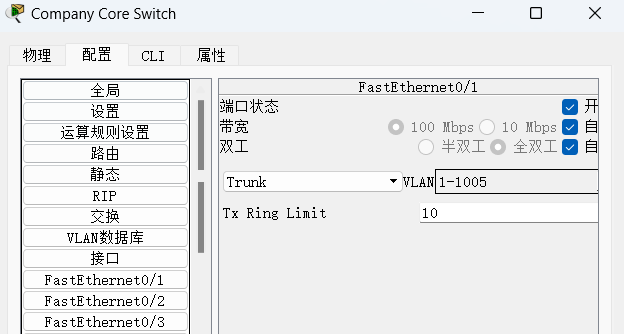 Company Core Switch
物理 配置 CLI 属性
全局
设置
运算规则设置
路由
静态
RIP
交换
VLAN数据库
接口
FastEthernet0/1
FastEthernet0/2
FastEthernet0/3
FastEthernet0/1
端口状态 开
带宽 100 Mbps 10 Mbps 自
双工 半双工 全双工 自
Trunk VLAN 1-1005
Tx Ring Limit 10